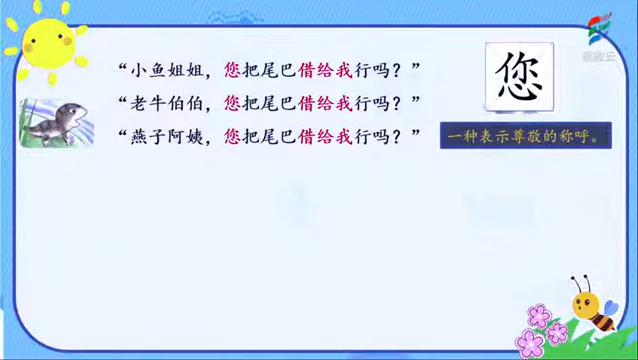 “小鱼姐姐，您把尾巴借给我行吗？”
“老牛伯伯，您把尾巴借给我行吗？”
“燕子阿姨，您把尾巴借给我行吗？”
您
一种表示尊敬的称呼。